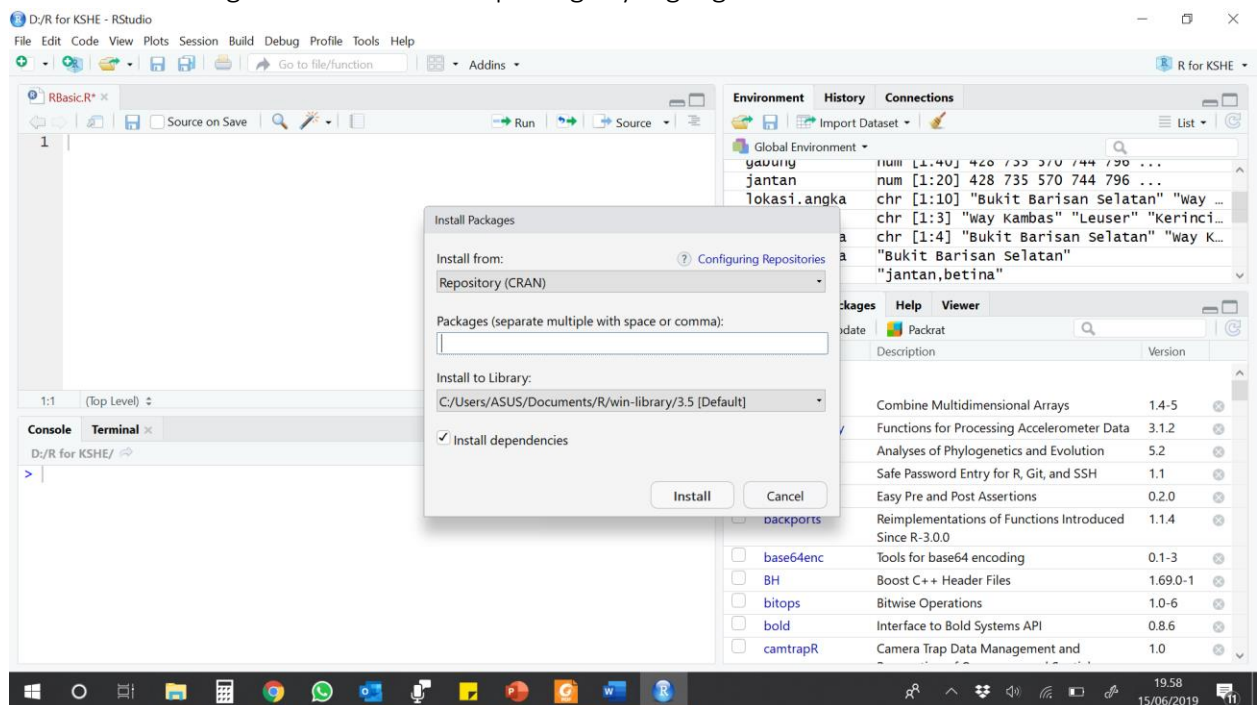 D:/R for KSHE - RStudio
File Edit Code View Plots Session Build Debug Profile Tools Help
Go to file/function
Addins
R for KSHE
RBasic.R*
Source on Save
Run
Source
1
1:1 (Top Level)
Console Terminal
D:/R for KSHE/
>
Install Packages
Install from:
Configuring Repositories
Repository (CRAN)
Packages (separate multiple with space or comma):
Install to Library:
C:/Users/ASUS/Documents/R/win-library/3.5 [Default]
Install dependencies
Install
Cancel
Environment History Connections
Import Dataset
List
Global Environment
gabung num [1:40] 428 735 570 744 796 ...
jantan num [1:20] 428 735 570 744 796 ...
lokasi.angka chr [1:10] "Bukit Barisan Selatan" "Way …
chr [1:3] "Way Kambas" "Leuser" "Kerinci…
chr [1:4] "Bukit Barisan Selatan" "Way K…
"Bukit Barisan Selatan"
"jantan,betina"
Help Viewer
Packrat
Description Version
Combine Multidimensional Arrays 1.4-5
Functions for Processing Accelerometer Data 3.1.2
Analyses of Phylogenetics and Evolution 5.2
Safe Password Entry for R, Git, and SSH 1.1
Easy Pre and Post Assertions 0.2.0
backports Reimplementations of Functions Introduced 1.1.4
Since R-3.0.0
base64enc Tools for base64 encoding 0.1-3
BH Boost C++ Header Files 1.69.0-1
bitops Bitwise Operations 1.0-6
bold Interface to Bold Systems API 0.8.6
camtrapR Camera Trap Data Management and 1.0
19.58
15/06/2019
11